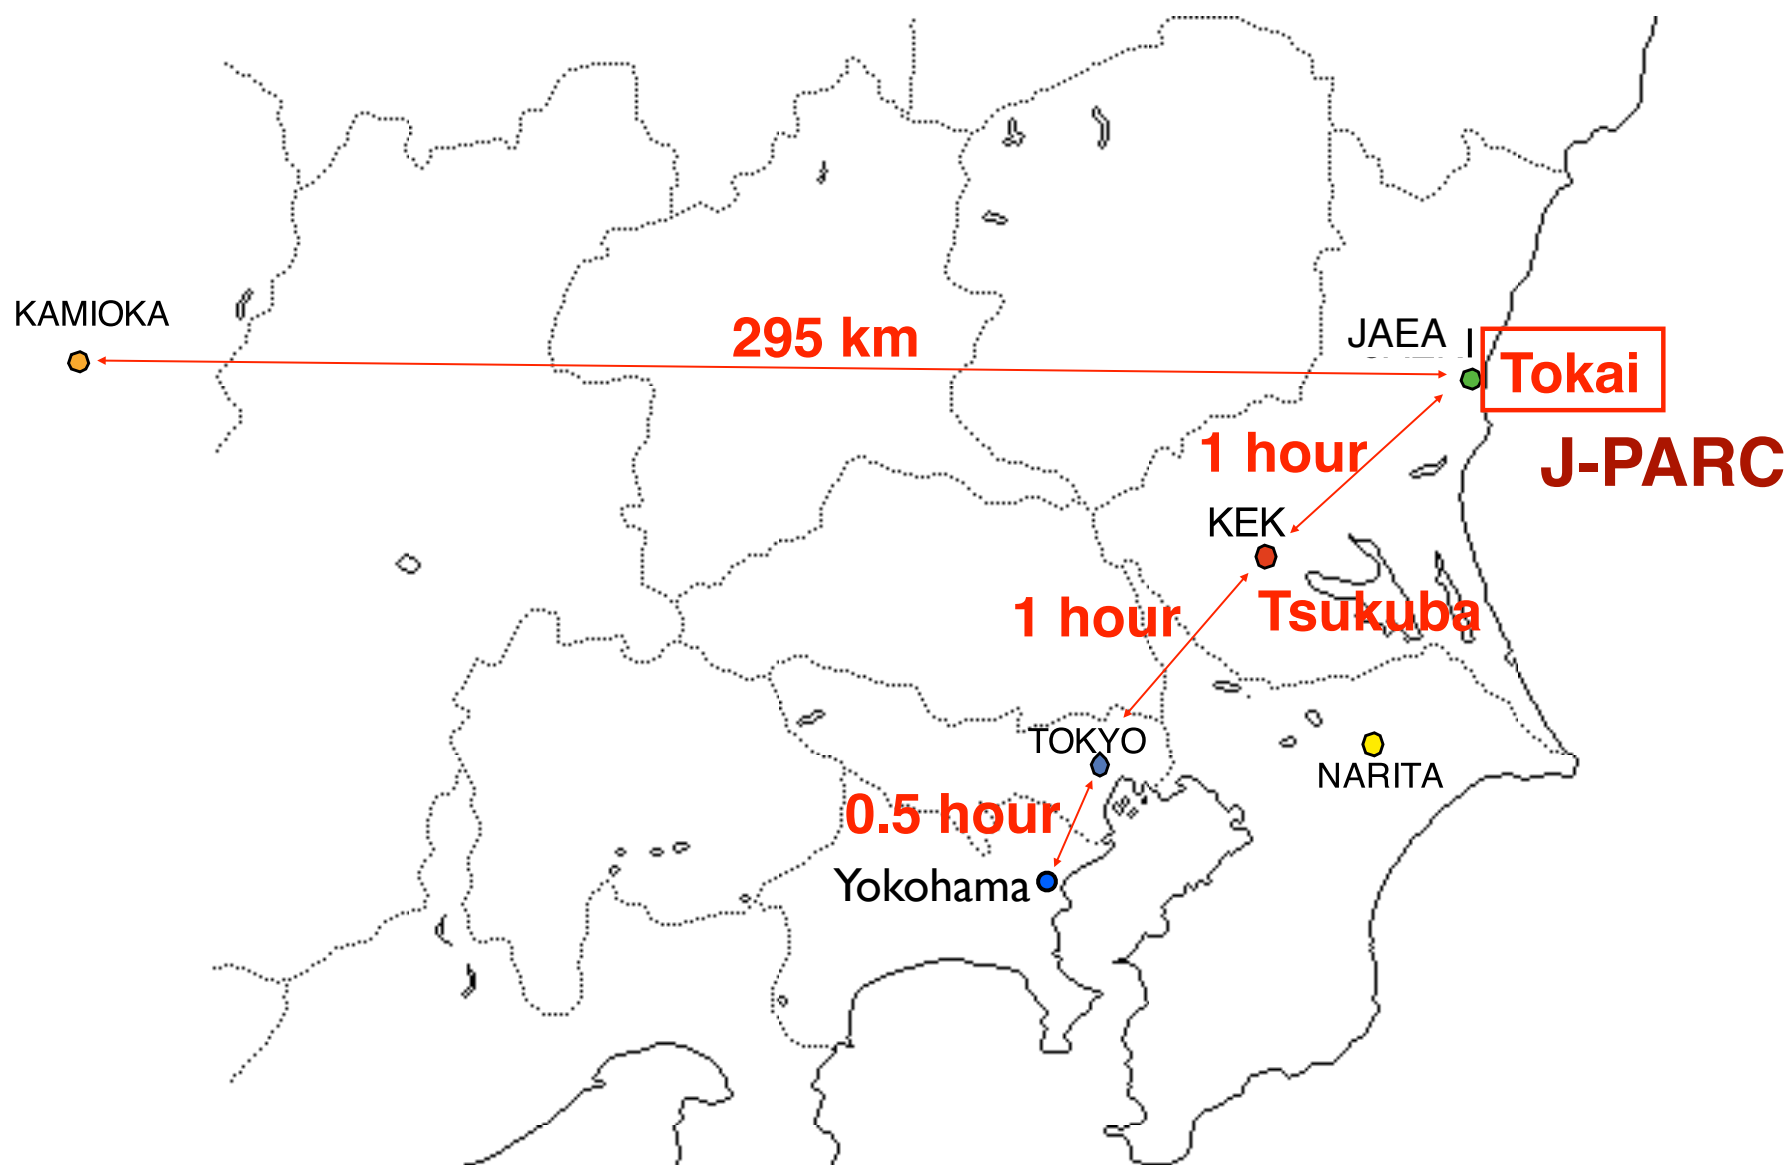 KAMIOKA
295 km
JAEA
Tokai
J-PARC
1 hour
KEK
Tsukuba
1 hour
TOKYO
NARITA
0.5 hour
Yokohama